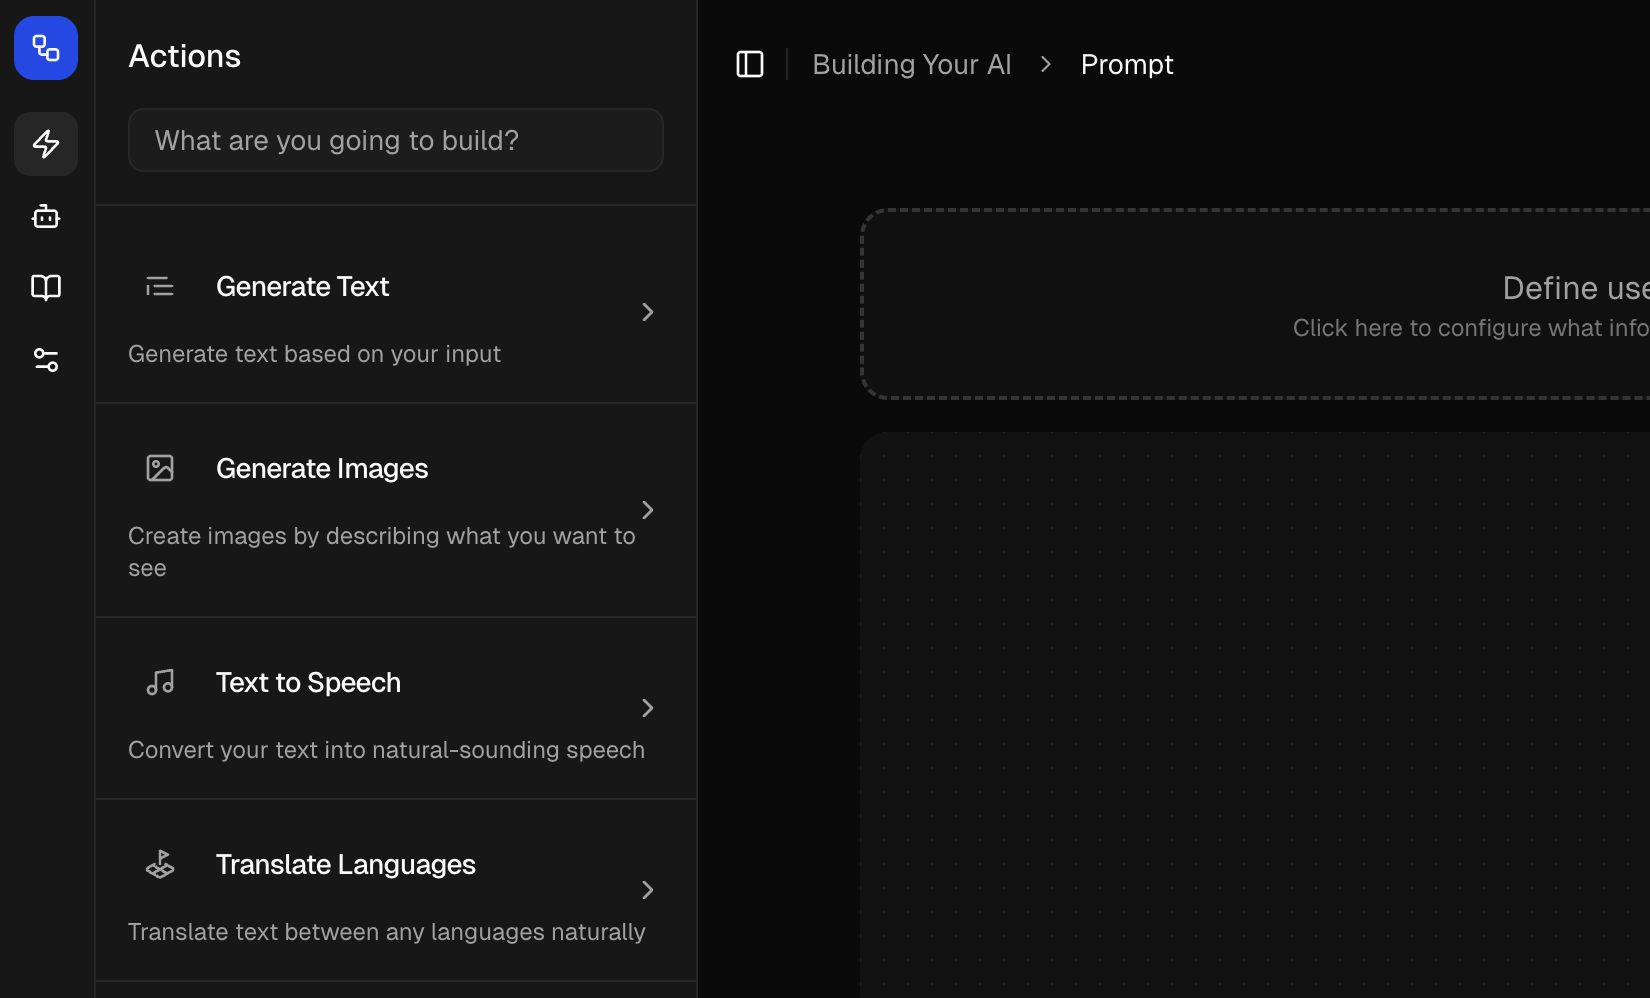 Actions
What are you going to build?
Generate Text
Generate text based on your input
Generate Images
Create images by describing what you want to
see
Text to Speech
Convert your text into natural-sounding speech
Translate Languages
Translate text between any languages naturally
Building Your AI > Prompt
Define use
Click here to configure what info